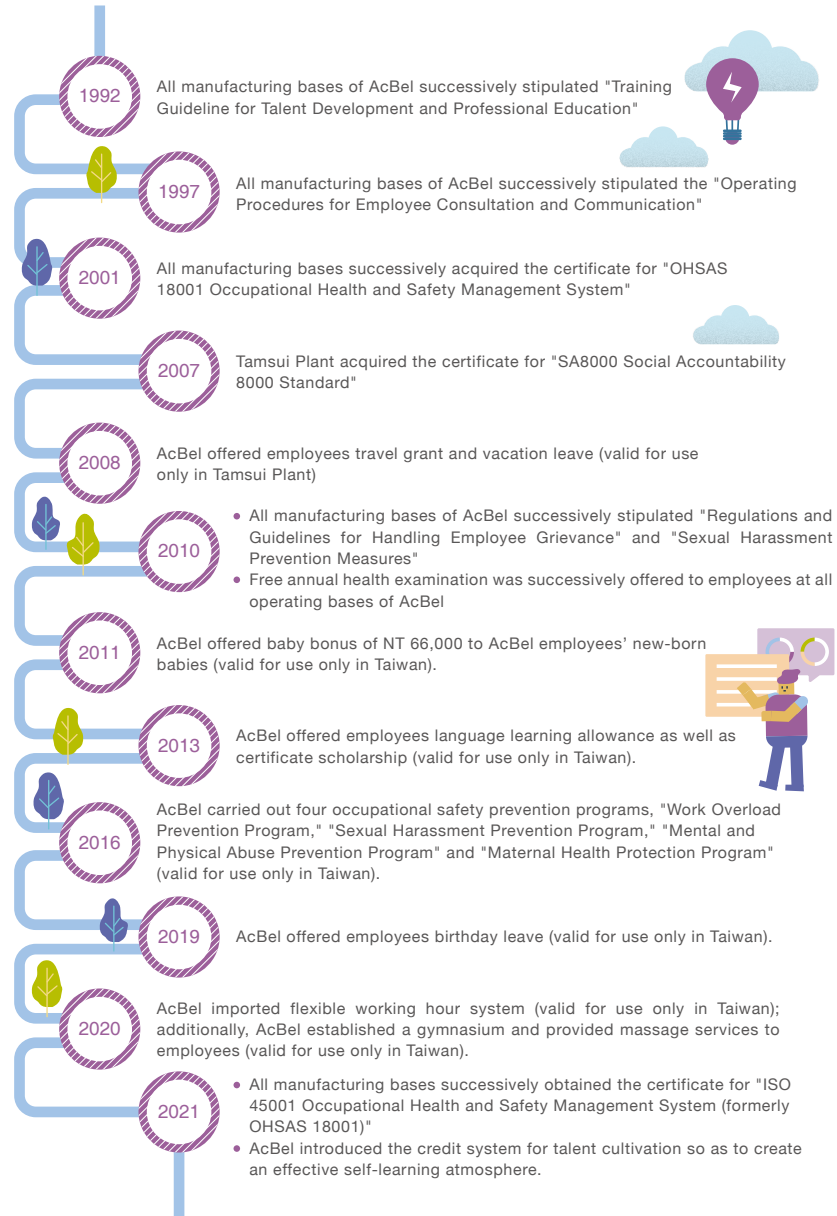 1992
All manufacturing bases of AcBel successively stipulated "Training
Guideline for Talent Development and Professional Education"
1997
All manufacturing bases of AcBel successively stipulated the "Operating
Procedures for Employee Consultation and Communication"
2001
All manufacturing bases successively acquired the certificate for "OHSAS
18001 Occupational Health and Safety Management System"
2007
Tamsui Plant acquired the certificate for "SA8000 Social Accountability
8000 Standard"
2008
AcBel offered employees travel grant and vacation leave (valid for use
only in Tamsui Plant)
2010
• All manufacturing bases of AcBel successively stipulated "Regulations and
Guidelines for Handling Employee Grievance" and "Sexual Harassment
Prevention Measures"
• Free annual health examination was successively offered to employees at all
operating bases of AcBel
2011
AcBel offered baby bonus of NT 66,000 to AcBel employees’ new-born
babies (valid for use only in Taiwan).
2013
AcBel offered employees language learning allowance as well as
certificate scholarship (valid for use only in Taiwan).
2016
AcBel carried out four occupational safety prevention programs, "Work Overload
Prevention Program," "Sexual Harassment Prevention Program," "Mental and
Physical Abuse Prevention Program" and "Maternal Health Protection Program"
(valid for use only in Taiwan).
2019
AcBel offered employees birthday leave (valid for use only in Taiwan).
2020
AcBel imported flexible working hour system (valid for use only in Taiwan);
additionally, AcBel established a gymnasium and provided massage services to
employees (valid for use only in Taiwan).
2021
• All manufacturing bases successively obtained the certificate for "ISO
45001 Occupational Health and Safety Management System (formerly
OHSAS 18001)"
• AcBel introduced the credit system for talent cultivation so as to create
an effective self-learning atmosphere.